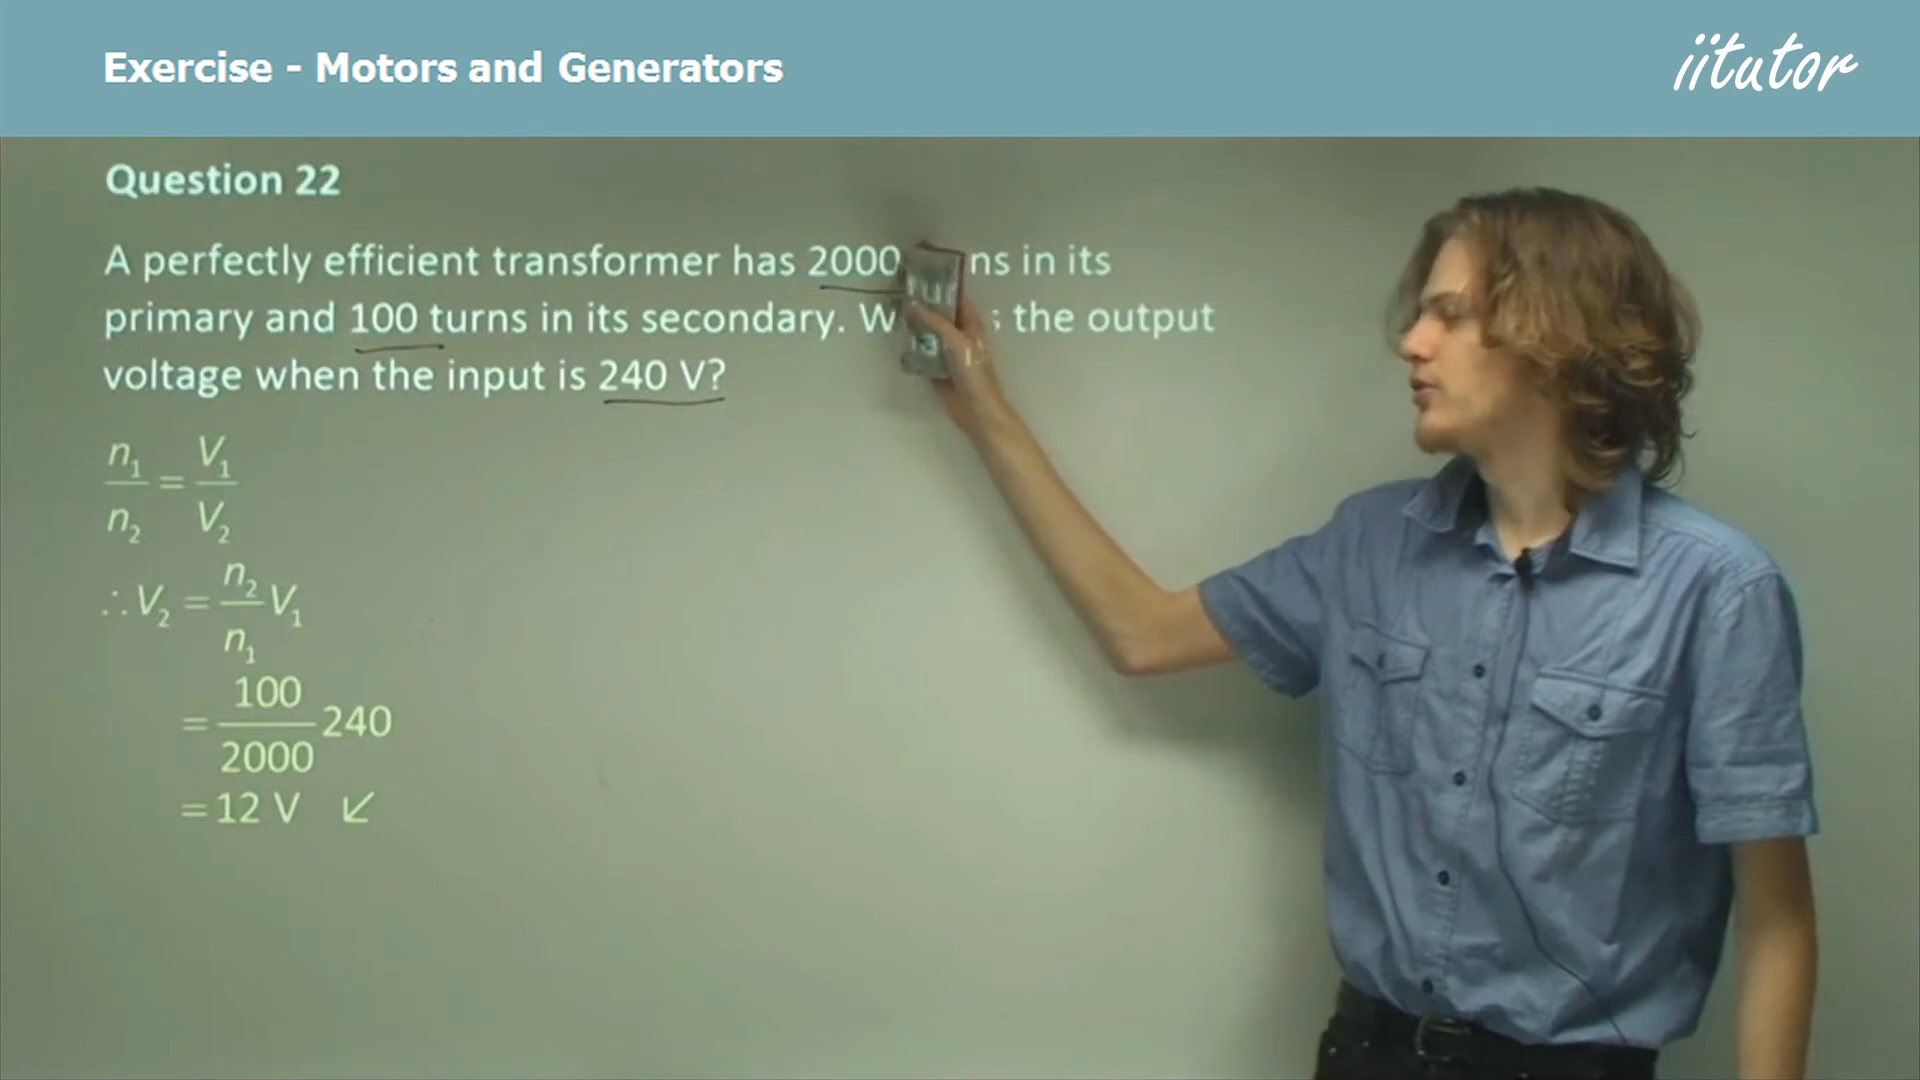 Exercise - Motors and Generators
iitutor
Question 22
A perfectly efficient transformer has 2000 ns in its
primary and 100 turns in its secondary. W s the output
voltage when the input is 240 V?
n₁/n₂ = V₁/V₂
∴V₂ = n₂/n₁ V₁
= 100/2000 240
= 12 V ↙